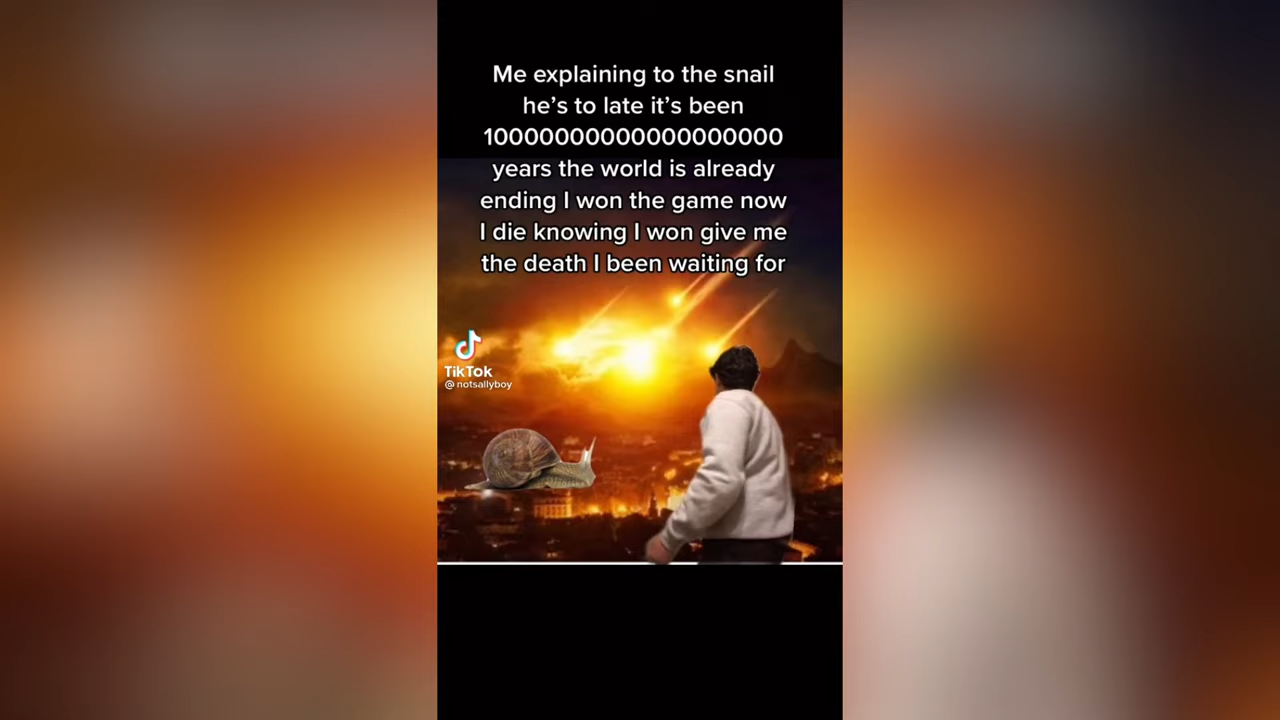 Me explaining to the snail
he's to late it's been
10000000000000000000
years the world is already
ending I won the game now
I die knowing I won give me
the death I been waiting for
TikTok
@notsallyboy